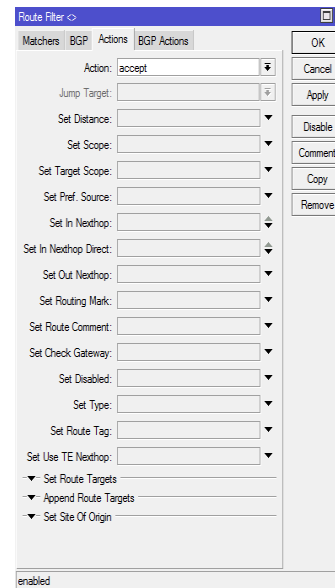 Route Filter <>
Matchers BGP Actions BGP Actions
OK
Action: accept
Cancel
Jump Target:
Apply
Set Distance:
Disable
Set Scope:
Comment
Set Target Scope:
Copy
Set Pref. Source:
Remove
Set In Nexthop:
Set In Nexthop Direct:
Set Out Nexthop:
Set Routing Mark:
Set Route Comment:
Set Check Gateway:
Set Disabled:
Set Type:
Set Route Tag:
Set Use TE Nexthop:
Set Route Targets
Append Route Targets
Set Site Of Origin
enabled